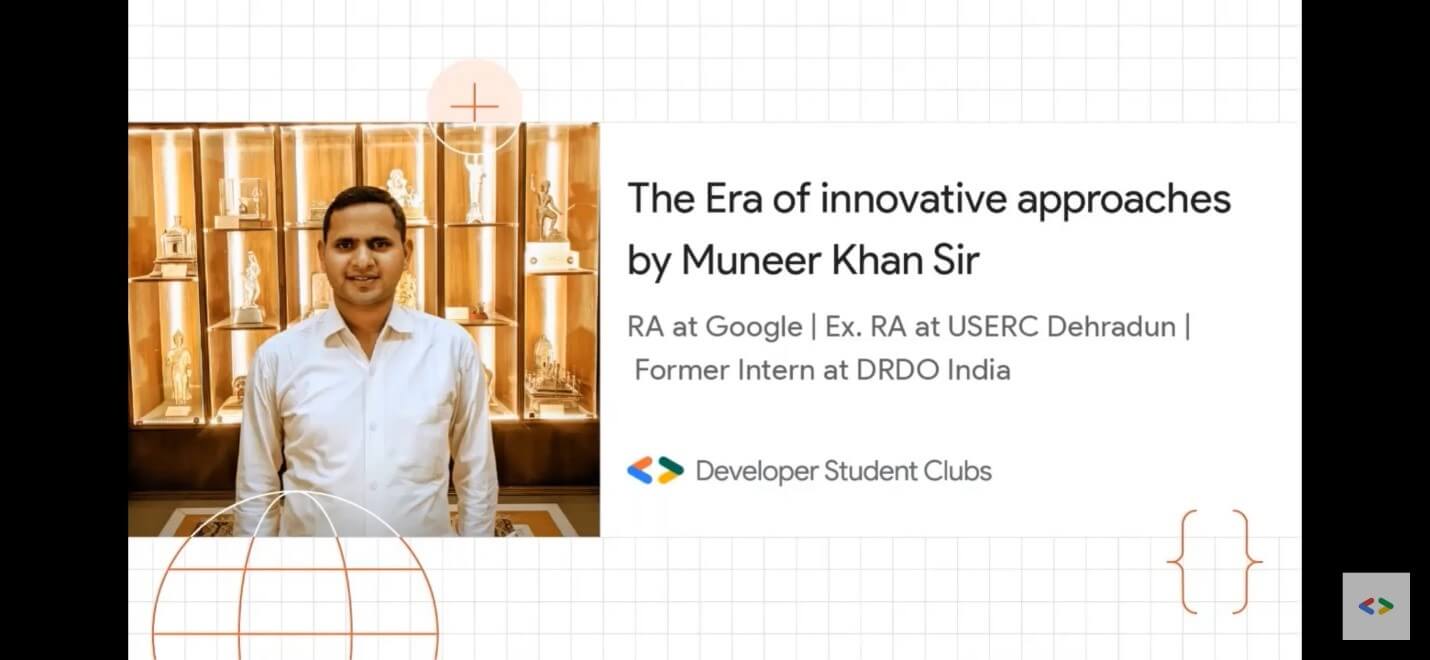 The Era of innovative approaches
by Muneer Khan Sir
RA at Google | Ex. RA at USERC Dehradun |
Former Intern at DRDO India
Developer Student Clubs